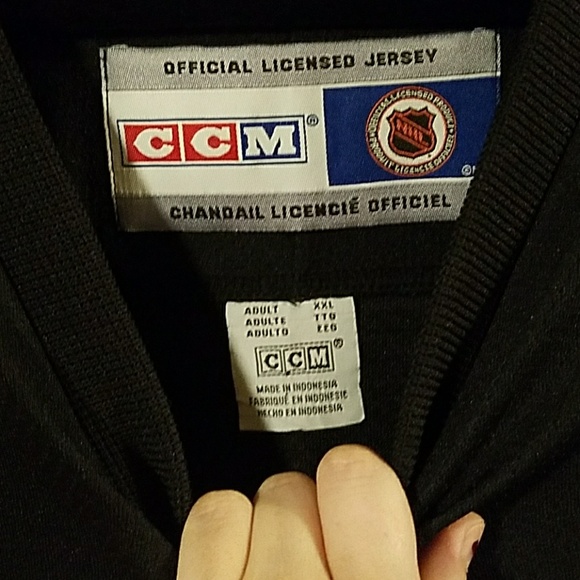 OFFICIAL LICENSED JERSEY
CCM®
NHL
CHANDAIL LICENCIÉ OFFICIEL
ADULT XXL
ADULTE TTG
ADULTO EEG
CCM®
MADE IN INDONESIA
FABRIQUÉ EN INDONESIE
HECHO EN INDONESIA